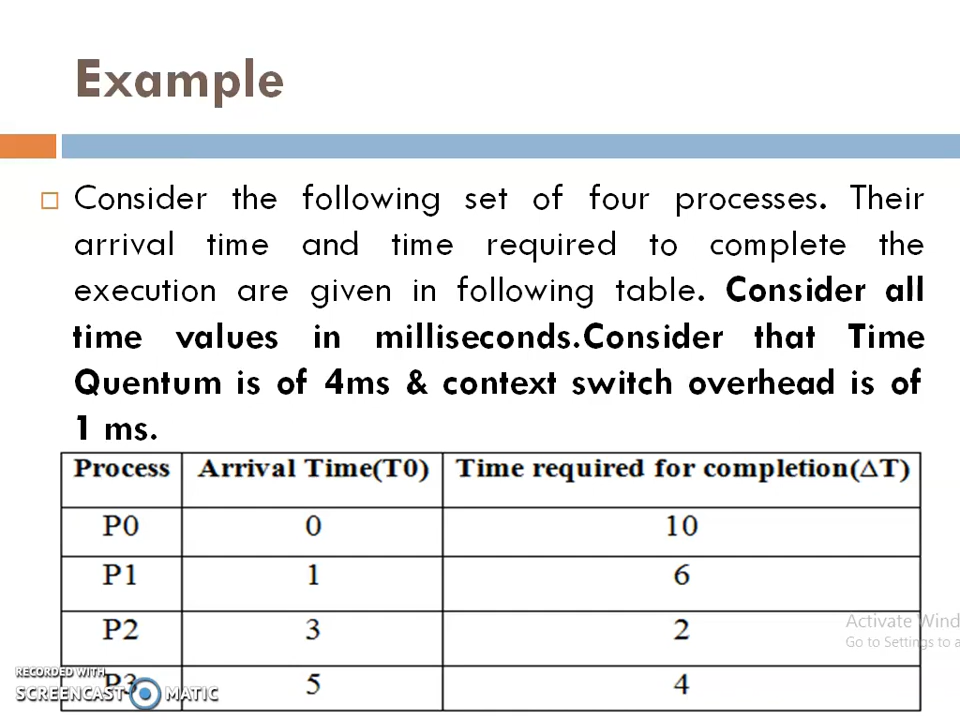 Example
Consider the following set of four processes. Their
arrival time and time required to complete the
execution are given in following table. Consider all
time values in milliseconds.Consider that Time
Quentum is of 4ms & context switch overhead is of
1 ms.
Process Arrival Time(T0) Time required for completion(ΔT)
P0 0 10
P1 1 6
P2 3 2
P3 5 4
Activate Wind
Go to Settings to a
RECORDED WITH
SCREENCAST MATIC